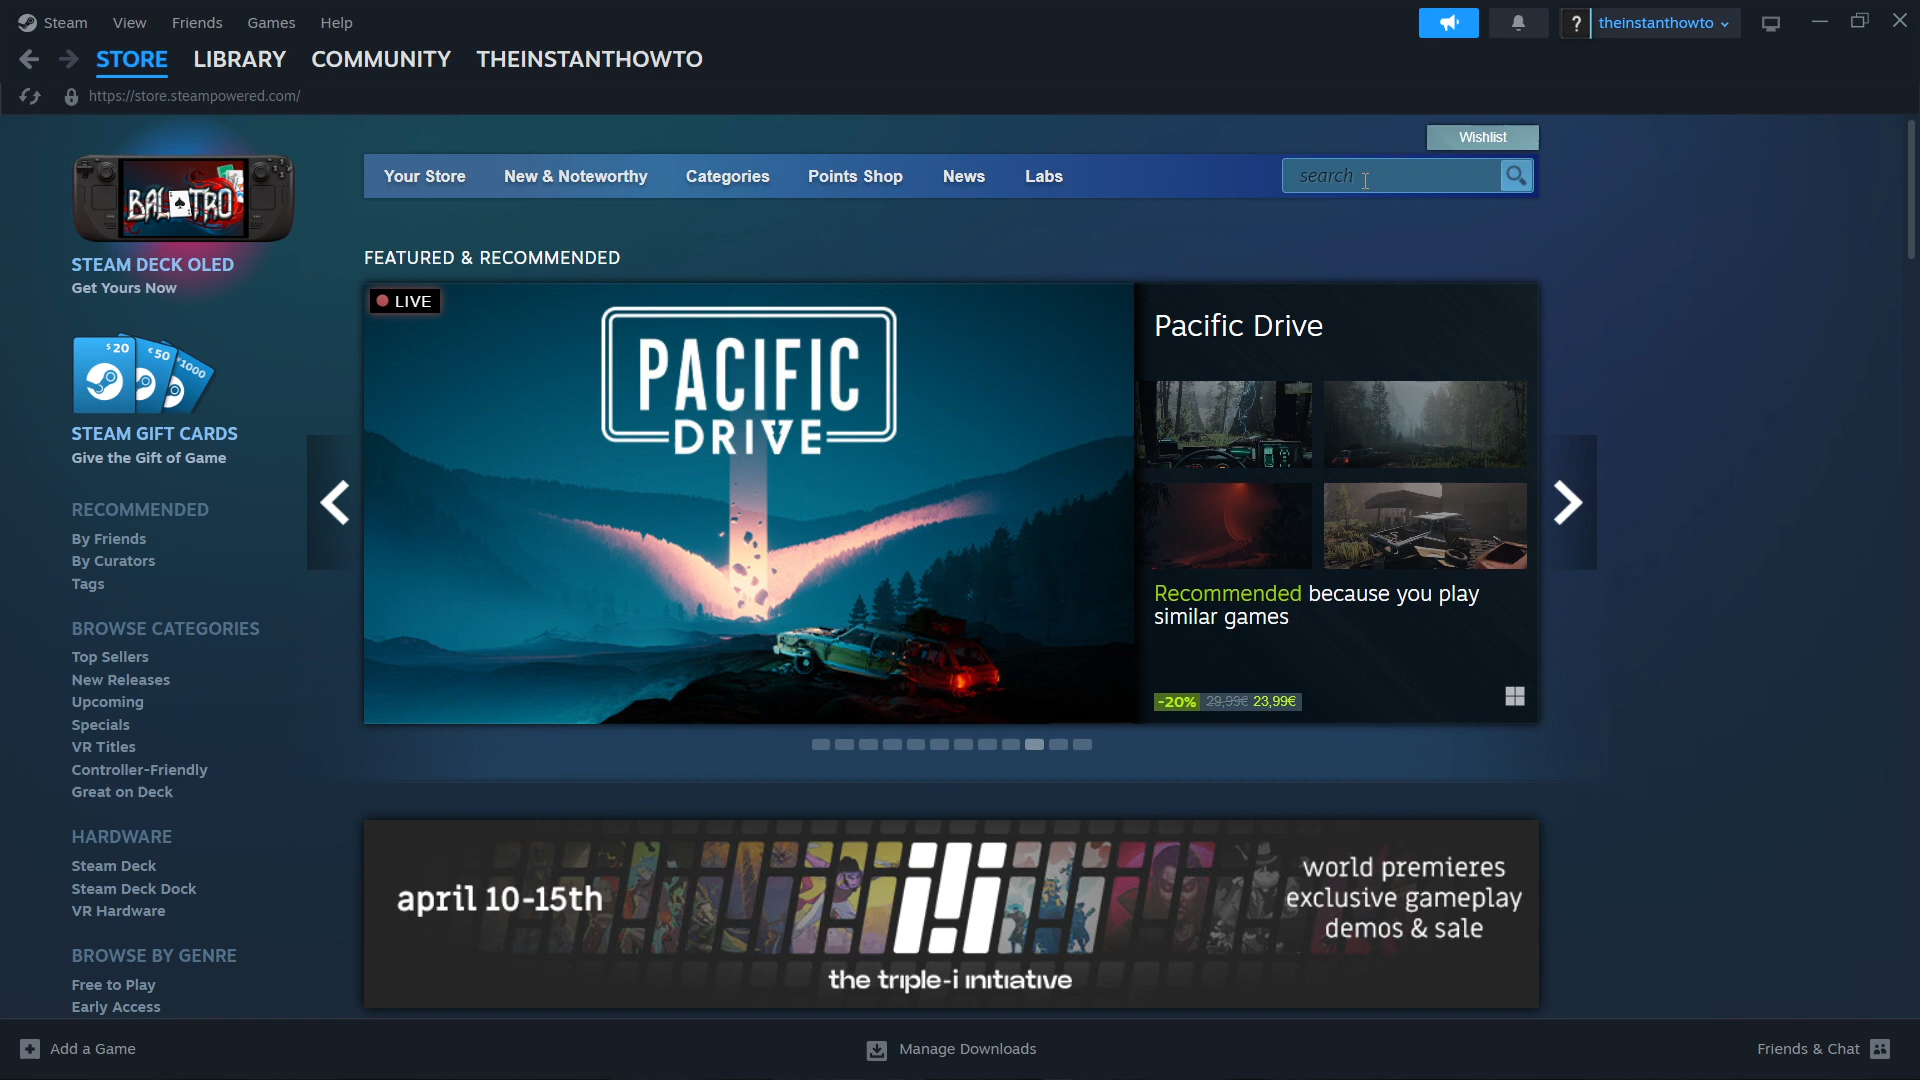 Steam View Friends Games Help
? theinstanthowto
STORE LIBRARY COMMUNITY THEINSTANTHOWTO
https://store.steampowered.com/
Wishlist
Your Store New & Noteworthy Categories Points Shop News Labs
search
BALATRO
STEAM DECK OLED
Get Yours Now
$20
€50
¥1000
STEAM GIFT CARDS
Give the Gift of Game
RECOMMENDED
By Friends
By Curators
Tags
BROWSE CATEGORIES
Top Sellers
New Releases
Upcoming
Specials
VR Titles
Controller-Friendly
Great on Deck
HARDWARE
Steam Deck
Steam Deck Dock
VR Hardware
BROWSE BY GENRE
Free to Play
Early Access
FEATURED & RECOMMENDED
LIVE
PACIFIC
DRIVE
Pacific Drive
Recommended because you play
similar games
-20% 29,99€ 23,99€
april 10-15th
world premieres
exclusive gameplay
demos & sale
the triple-i initiative
Add a Game
Manage Downloads
Friends & Chat